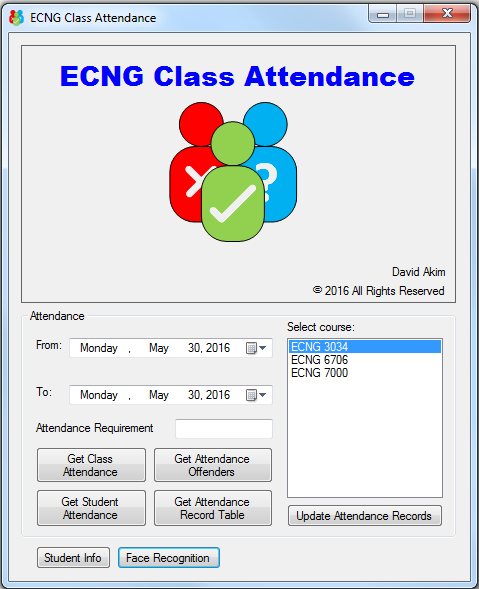 ECNG Class Attendance
ECNG Class Attendance
?
David Akim
© 2016 All Rights Reserved
Attendance
From:
Monday , May 30, 2016
To:
Monday , May 30, 2016
Attendance Requirement
Get Class
Attendance
Get Attendance
Offenders
Get Student
Attendance
Get Attendance
Record Table
Select course:
ECNG 3034
ECNG 6706
ECNG 7000
Update Attendance Records
Student Info
Face Recognition